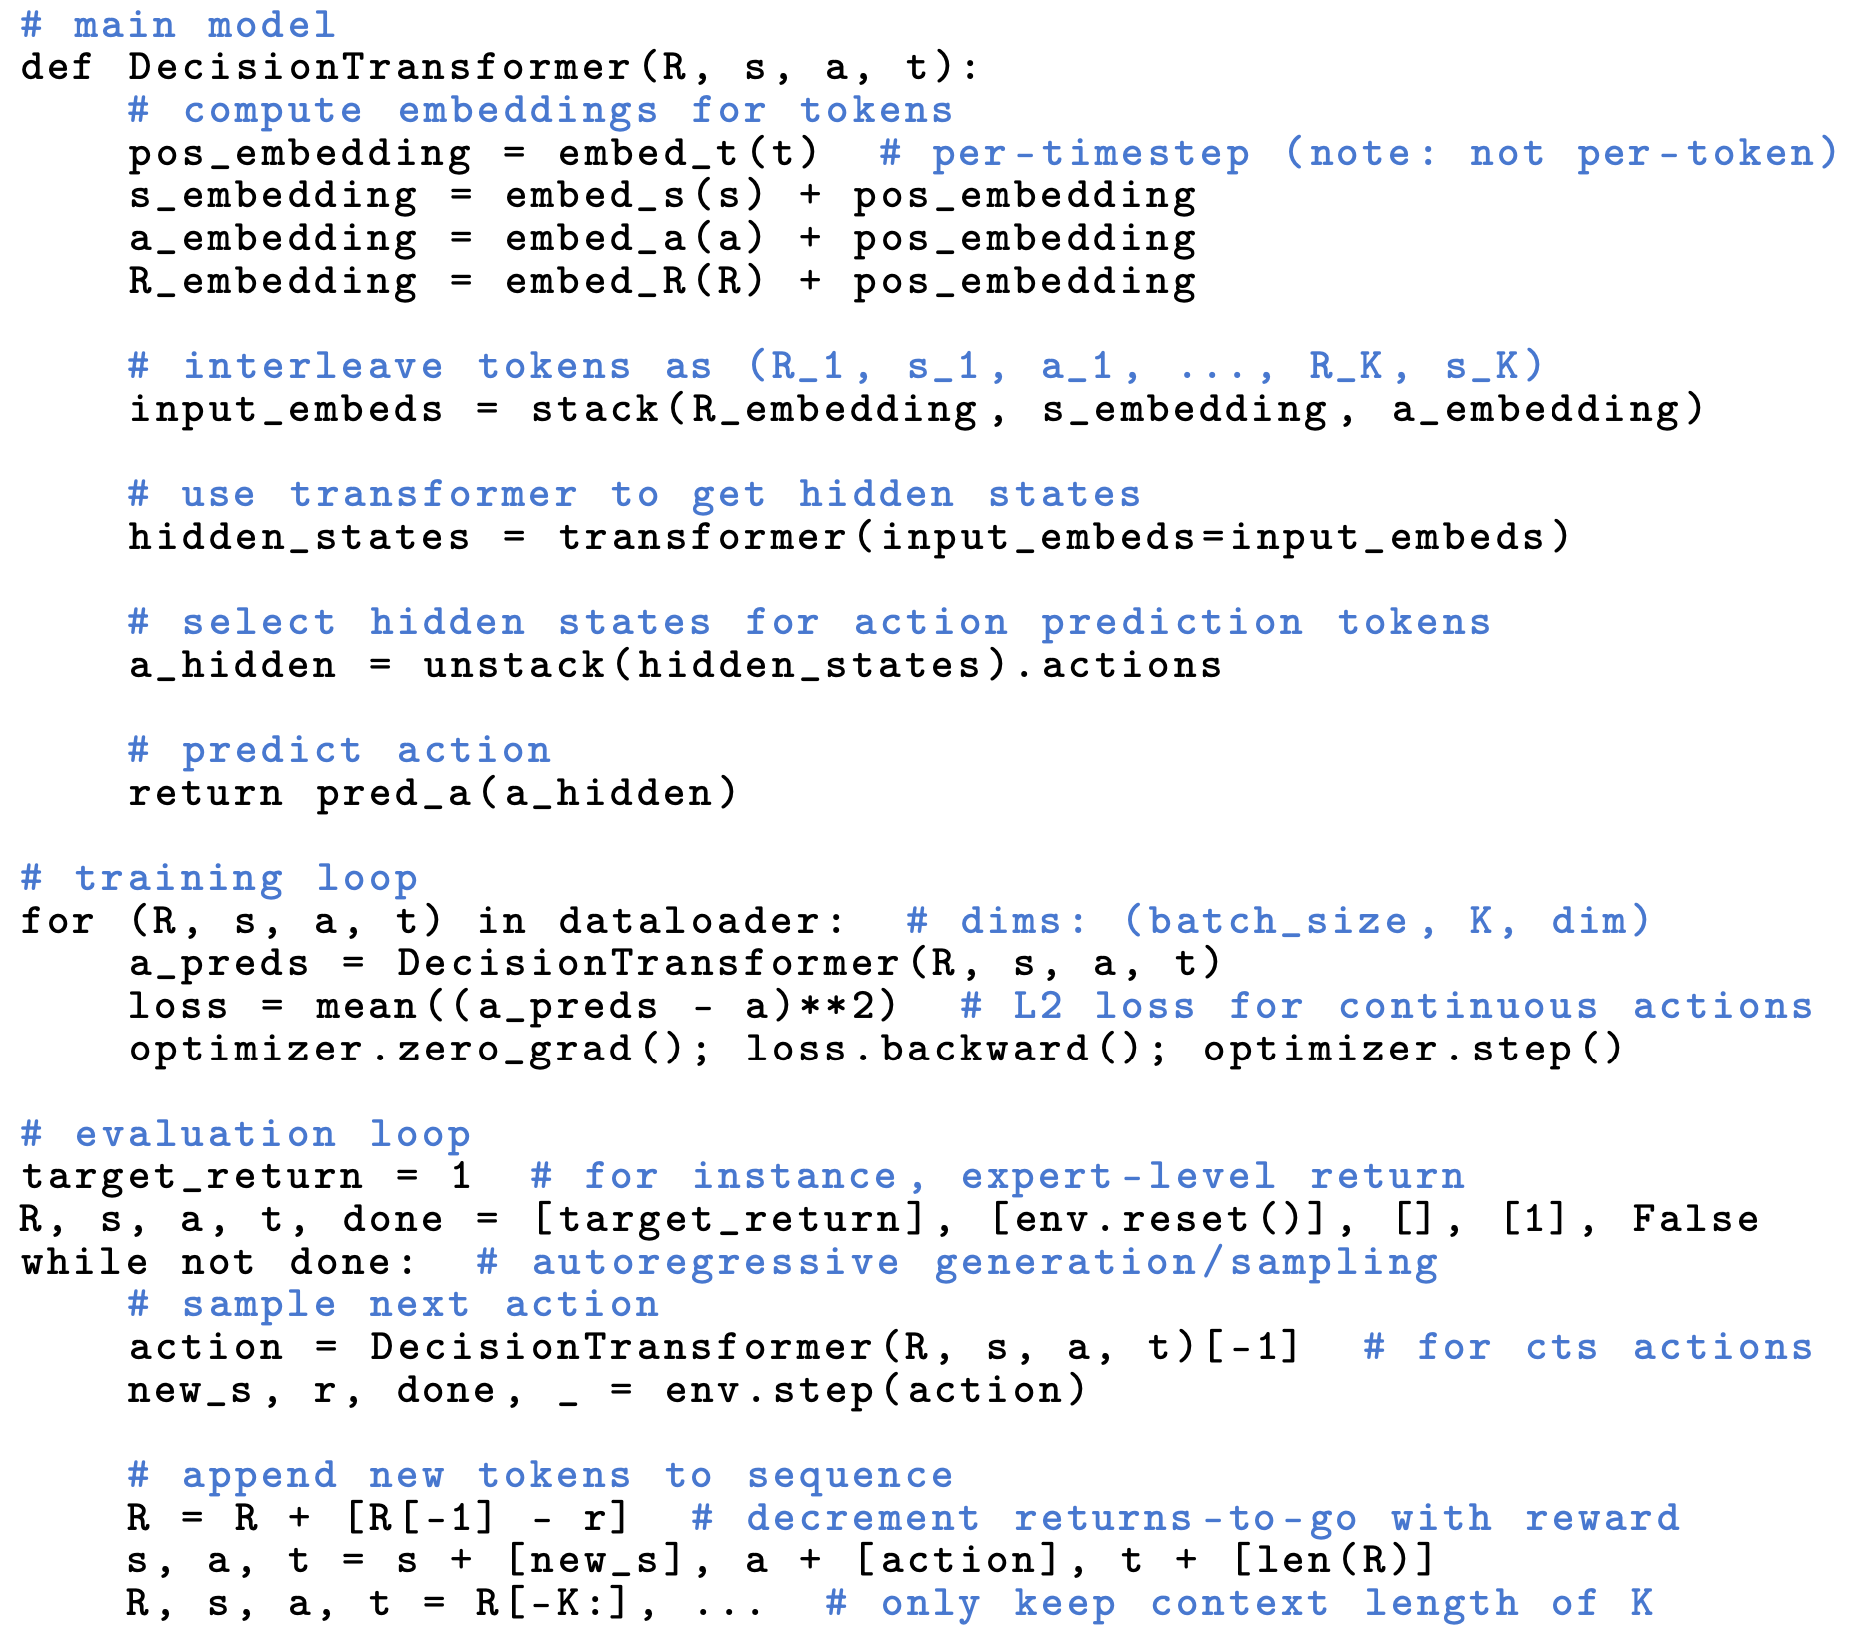 # main model
def DecisionTransformer(R, s, a, t):
    # compute embeddings for tokens
    pos_embedding = embed_t(t)  # per-timestep (note: not per-token)
    s_embedding = embed_s(s) + pos_embedding
    a_embedding = embed_a(a) + pos_embedding
    R_embedding = embed_R(R) + pos_embedding

    # interleave tokens as (R_1, s_1, a_1, ..., R_K, s_K)
    input_embeds = stack(R_embedding, s_embedding, a_embedding)

    # use transformer to get hidden states
    hidden_states = transformer(input_embeds=input_embeds)

    # select hidden states for action prediction tokens
    a_hidden = unstack(hidden_states).actions

    # predict action
    return pred_a(a_hidden)

# training loop
for (R, s, a, t) in dataloader:  # dims: (batch_size, K, dim)
    a_preds = DecisionTransformer(R, s, a, t)
    loss = mean((a_preds - a)**2)  # L2 loss for continuous actions
    optimizer.zero_grad(); loss.backward(); optimizer.step()

# evaluation loop
target_return = 1  # for instance, expert-level return
R, s, a, t, done = [target_return], [env.reset()], [], [1], False
while not done:  # autoregressive generation/sampling
    # sample next action
    action = DecisionTransformer(R, s, a, t)[-1]  # for cts actions
    new_s, r, done, _ = env.step(action)

    # append new tokens to sequence
    R = R + [R[-1] - r]  # decrement returns-to-go with reward
    s, a, t = s + [new_s], a + [action], t + [len(R)]
    R, s, a, t = R[-K:], ...  # only keep context length of K